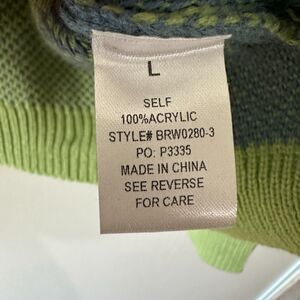 L
SELF
100%ACRYLIC
STYLE# BRW0280-3
PO: P3335
MADE IN CHINA
SEE REVERSE
FOR CARE